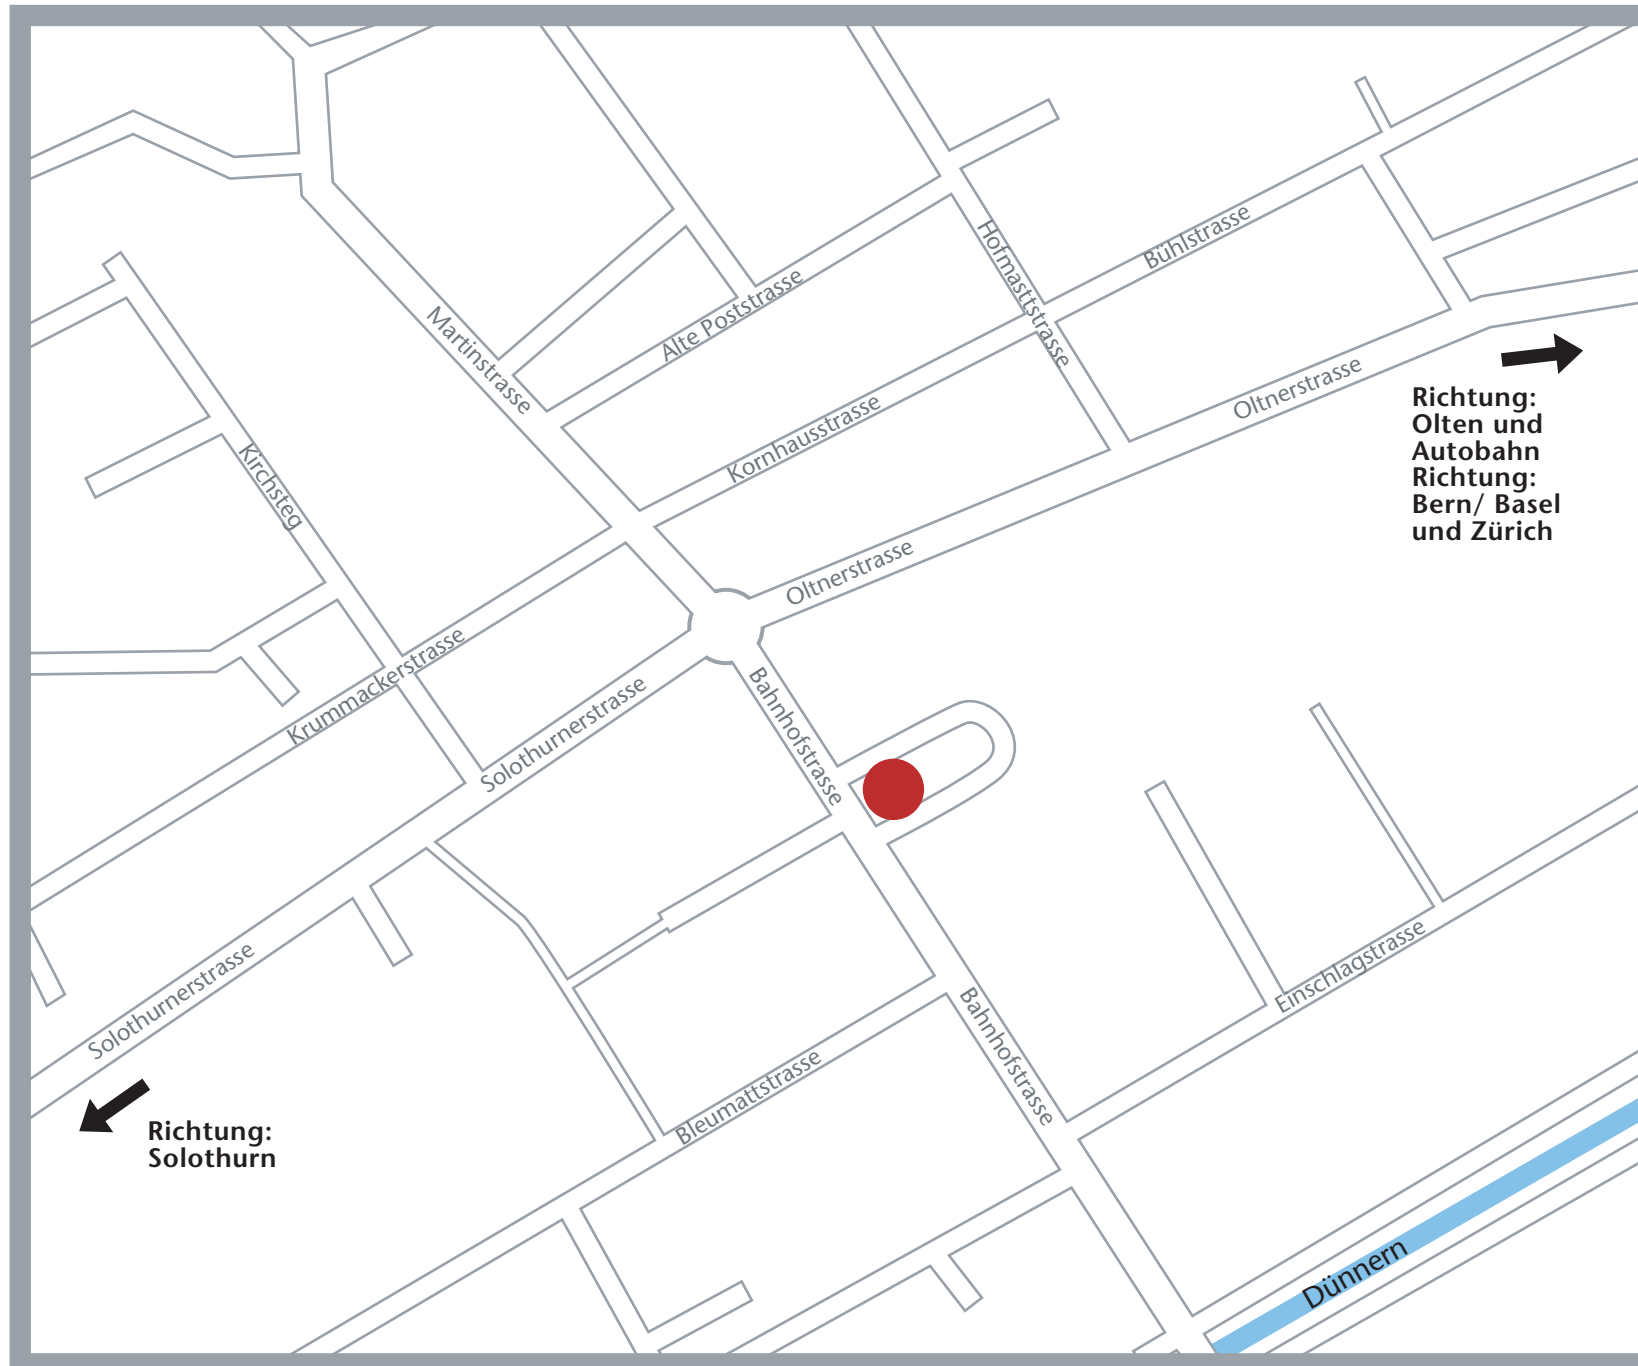 Hofmasttstrasse
Bühlstrasse
Alte Poststrasse
Martinstrasse
Oltnerstrasse
Richtung:
Olten und
Autobahn
Richtung:
Bern/ Basel
und Zürich
Kornhausstrasse
Kirchsteg
Oltnerstrasse
Krummackerstrasse
Solothurnerstrasse
Bahnhofstrasse
Einschlagstrasse
Solothurnerstrasse
Bahnhofstrasse
Bleumattstrasse
Richtung:
Solothurn
Dünnern